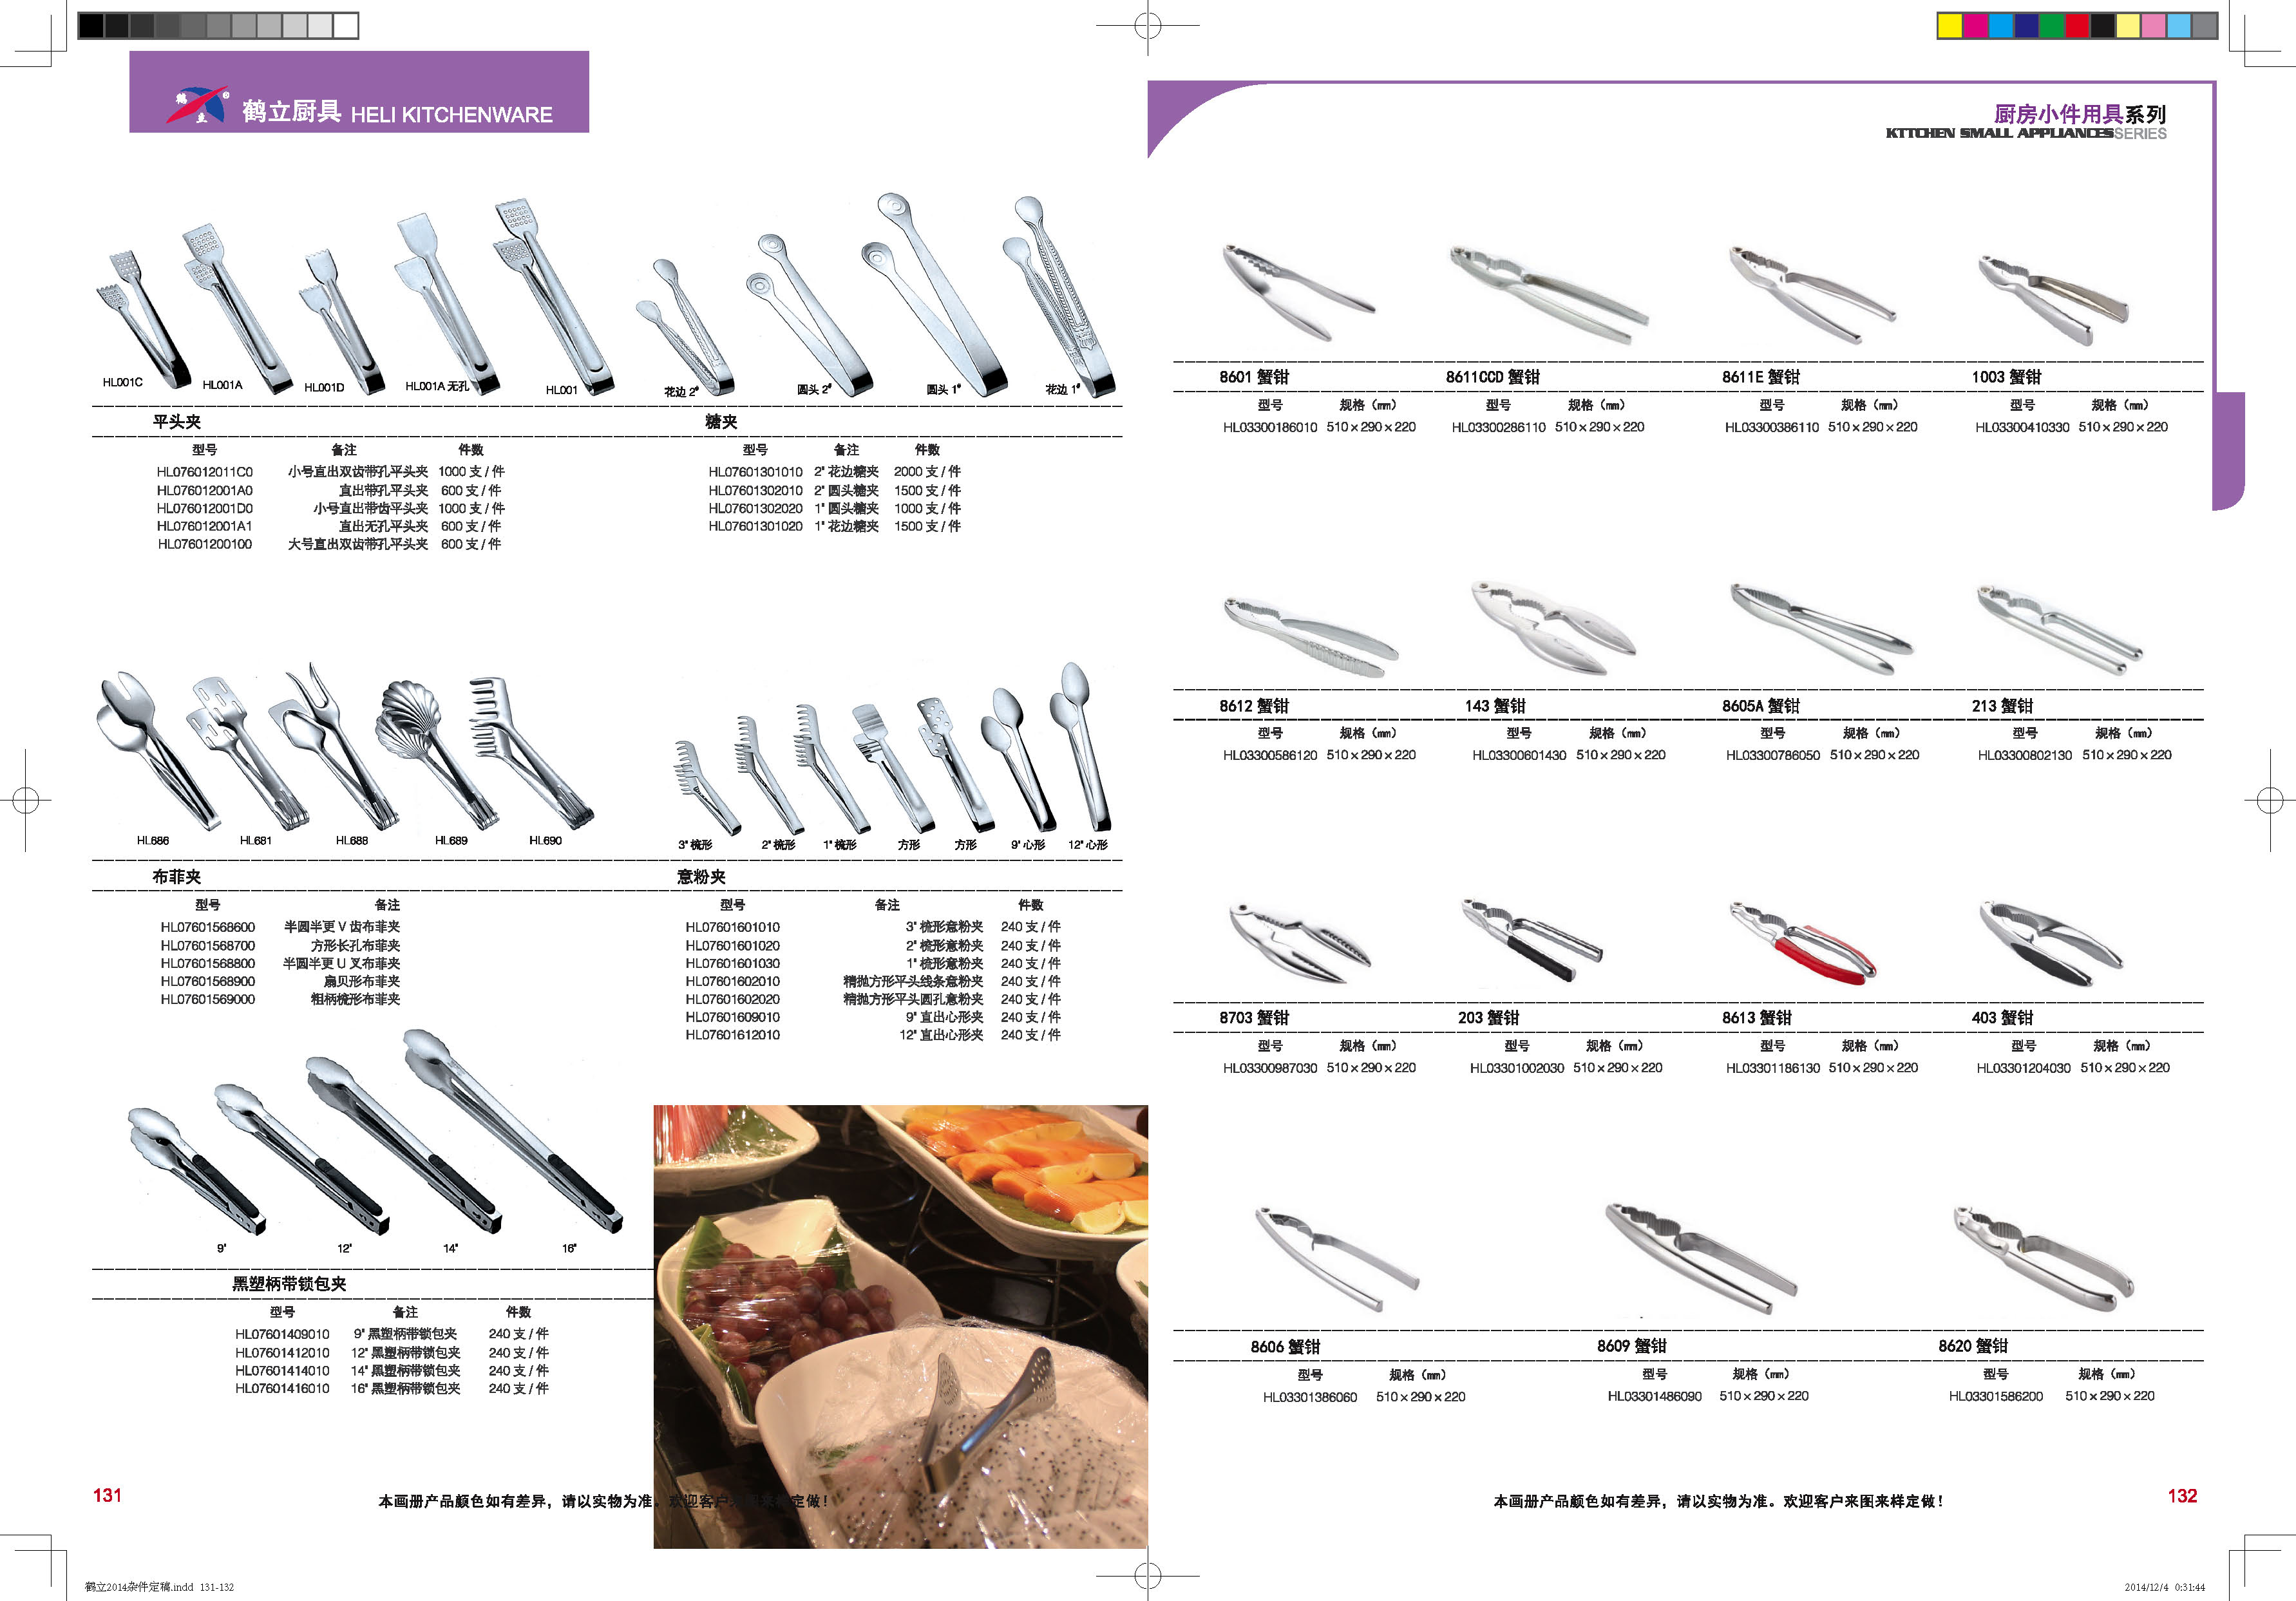 鹤立厨具 HELI KITCHENWARE
厨房小件用具系列
KTTCHEN SMALL APPLIANCESSERIES
HL001C
HL001A
HL001D
HL001A 无孔
HL001
花边 2#
圆头 2#
圆头 1#
花边 1#
平头夹
型号 备注 件数
HL076012011C0 小号直出双齿带孔平头夹 1000 支 / 件
HL076012001A0 直出带孔平头夹 600 支 / 件
HL076012001D0 小号直出带齿平头夹 1000 支 / 件
HL076012001A1 直出无孔平头夹 600 支 / 件
HL07601200100 大号直出双齿带孔平头夹 600 支 / 件
糖夹
型号 备注 件数
HL07601301010 2" 花边糖夹 2000 支 / 件
HL07601302010 2" 圆头糖夹 1500 支 / 件
HL07601302020 1" 圆头糖夹 1000 支 / 件
HL07601301020 1" 花边糖夹 1500 支 / 件
HL686
HL681
HL688
HL689
HL690
3" 梳形
2" 梳形
1" 梳形
方形
方形
9" 心形
12" 心形
布菲夹
型号 备注
HL07601568600 半圆半更 V 齿布菲夹
HL07601568700 方形长孔布菲夹
HL07601568800 半圆半更 U 叉布菲夹
HL07601568900 扇贝形布菲夹
HL07601569000 粗柄梳形布菲夹
意粉夹
型号 备注 件数
HL07601601010 3" 梳形意粉夹 240 支 / 件
HL07601601020 2" 梳形意粉夹 240 支 / 件
HL07601601030 1" 梳形意粉夹 240 支 / 件
HL07601602010 精抛方形平头线条意粉夹 240 支 / 件
HL07601602020 精抛方形平头圆孔意粉夹 240 支 / 件
HL07601609010 9" 直出心形夹 240 支 / 件
HL07601612010 12" 直出心形夹 240 支 / 件
9"
12"
14"
16"
黑塑柄带锁包夹
型号 备注 件数
HL07601409010 9" 黑塑柄带锁包夹 240 支 / 件
HL07601412010 12" 黑塑柄带锁包夹 240 支 / 件
HL07601414010 14" 黑塑柄带锁包夹 240 支 / 件
HL07601416010 16" 黑塑柄带锁包夹 240 支 / 件
131
本画册产品颜色如有差异，请以实物为准。欢迎客户来图来样定做！
8601 蟹钳 8611CCD 蟹钳 8611E 蟹钳 1003 蟹钳
型号 规格（mm） 型号 规格（mm） 型号 规格（mm） 型号 规格（mm）
HL03300186010 510×290×220 HL03300286110 510×290×220 HL03300386110 510×290×220 HL03300410330 510×290×220
8612 蟹钳 143 蟹钳 8605A 蟹钳 213 蟹钳
型号 规格（mm） 型号 规格（mm） 型号 规格（mm） 型号 规格（mm）
HL03300586120 510×290×220 HL03300601430 510×290×220 HL03300786050 510×290×220 HL03300802130 510×290×220
8703 蟹钳 203 蟹钳 8613 蟹钳 403 蟹钳
型号 规格（mm） 型号 规格（mm） 型号 规格（mm） 型号 规格（mm）
HL03300987030 510×290×220 HL03301002030 510×290×220 HL03301186130 510×290×220 HL03301204030 510×290×220
8606 蟹钳 8609 蟹钳 8620 蟹钳
型号 规格（mm） 型号 规格（mm） 型号 规格（mm）
HL03301386060 510×290×220 HL03301486090 510×290×220 HL03301586200 510×290×220
本画册产品颜色如有差异，请以实物为准。欢迎客户来图来样定做！
132
鹤立2014杂件定稿.indd 131-132
2014/12/4 0:31:44